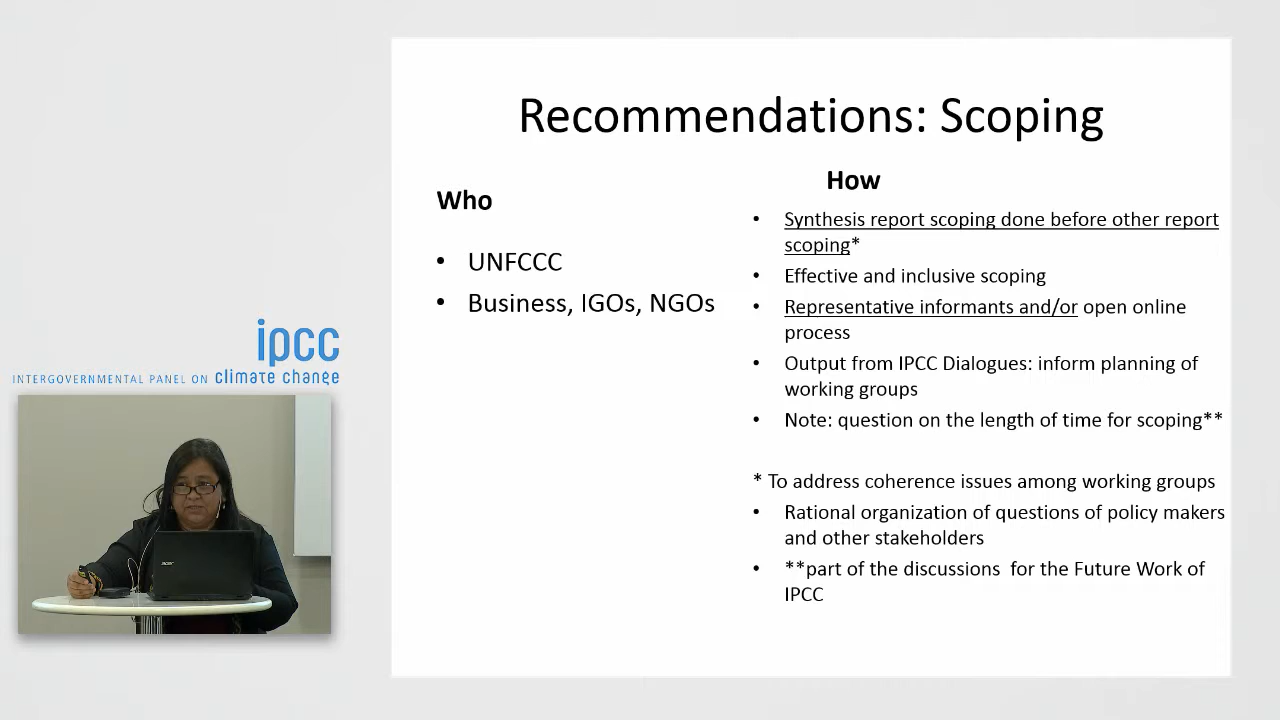 Recommendations: Scoping
Who
• UNFCCC
• Business, IGOs, NGOs
How
• Synthesis report scoping done before other report
scoping*
• Effective and inclusive scoping
• Representative informants and/or open online
process
• Output from IPCC Dialogues: inform planning of
working groups
• Note: question on the length of time for scoping**
* To address coherence issues among working groups
• Rational organization of questions of policy makers
and other stakeholders
• **part of the discussions for the Future Work of
IPCC
ipcc
INTERGOVERNMENTAL PANEL ON climate change
acer